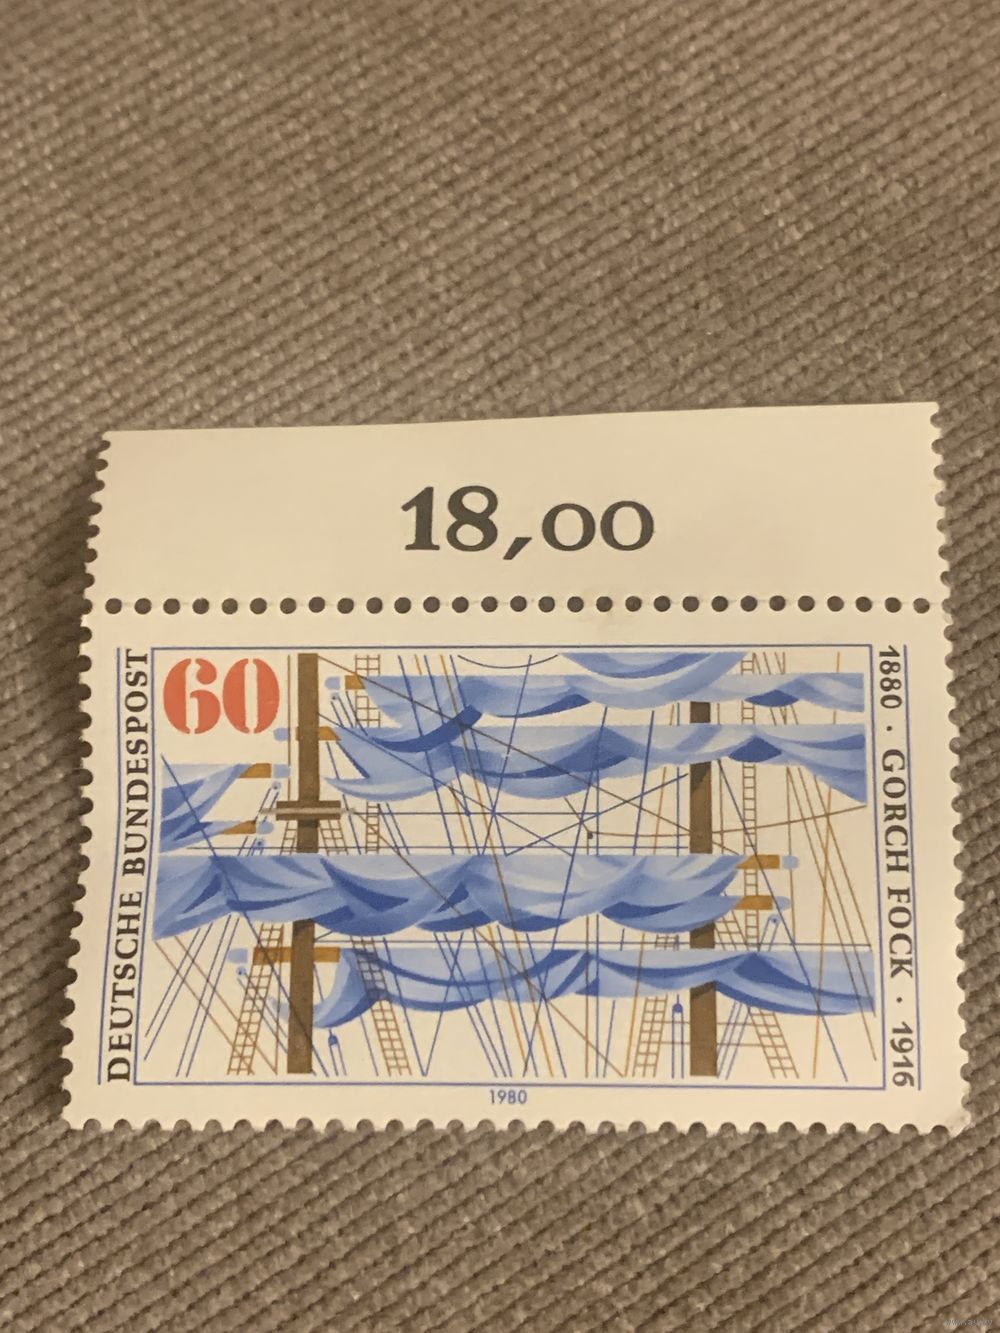 18,00
60
DEUTSCHE BUNDESPOST
1880 · GORCH FOCK · 1916
1980